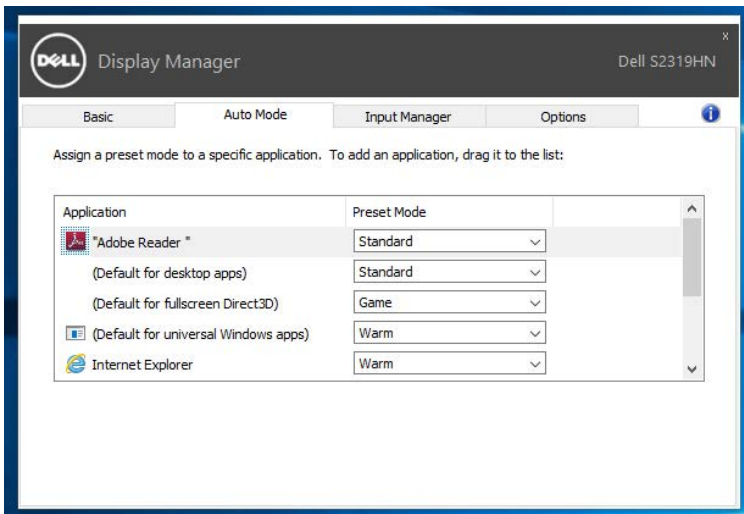 x
DELL Display Manager Dell S2319HN
Basic Auto Mode Input Manager Options
Assign a preset mode to a specific application. To add an application, drag it to the list:
Application Preset Mode
"Adobe Reader " Standard
(Default for desktop apps) Standard
(Default for fullscreen Direct3D) Game
(Default for universal Windows apps) Warm
Internet Explorer Warm